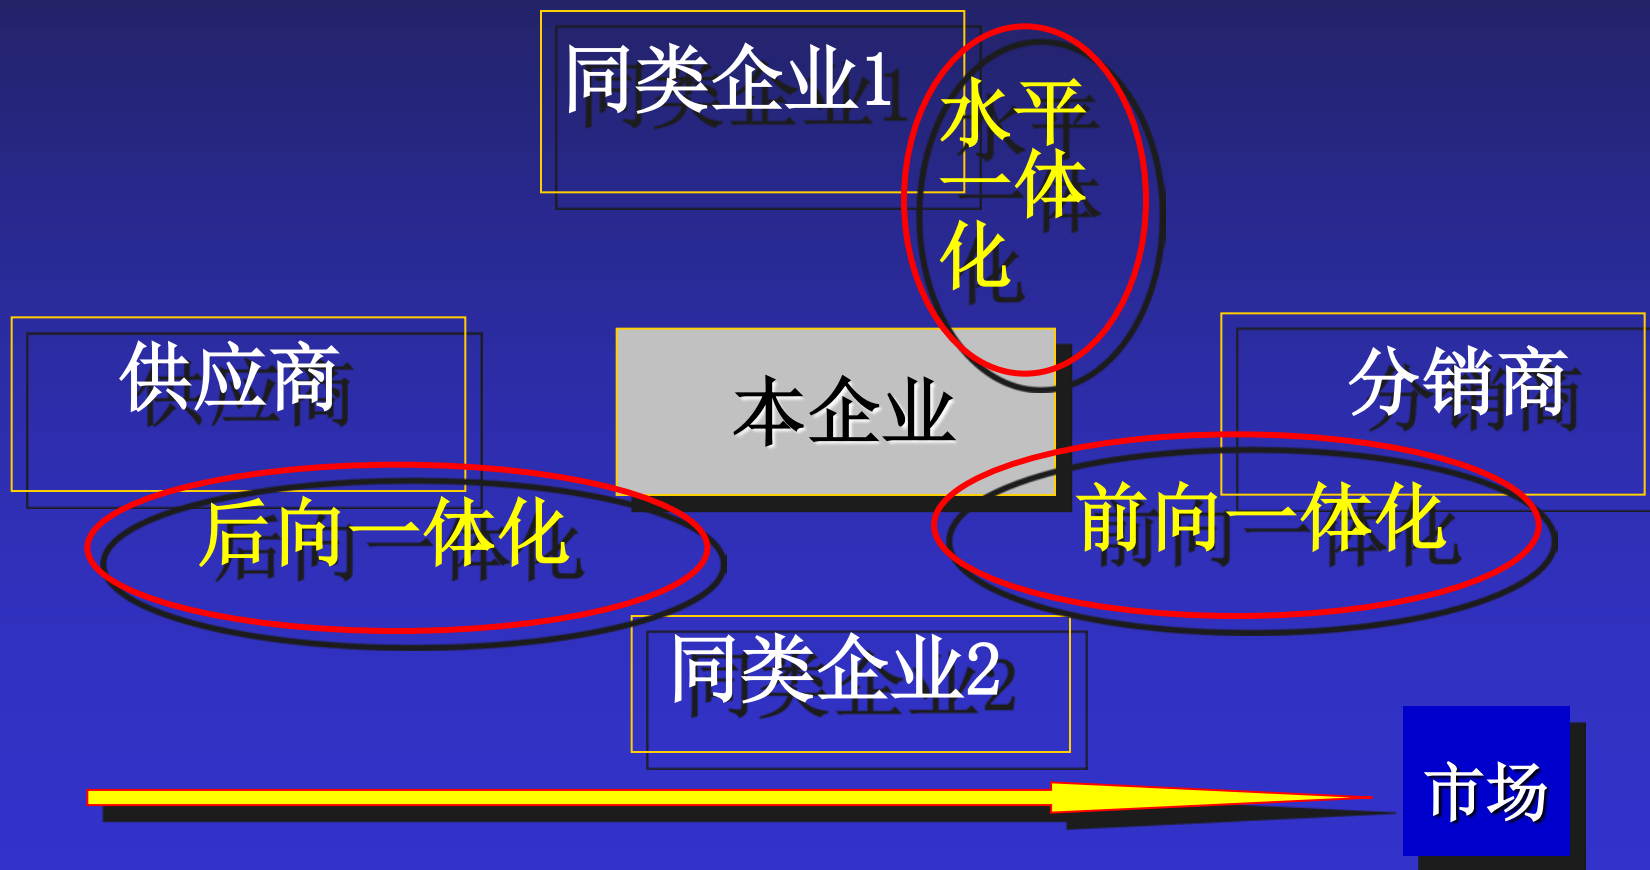 同类企业1
水平
一体
化
供应商
本企业
分销商
后向一体化
前向一体化
同类企业2
市场